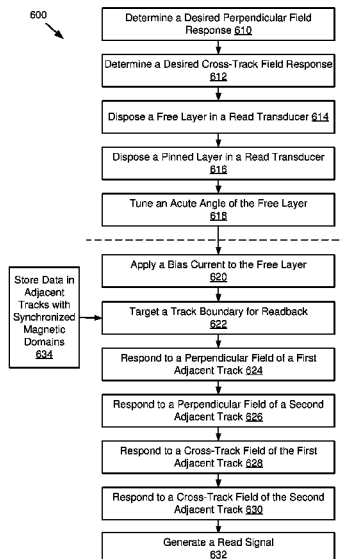 600
Determine a Desired Perpendicular Field
Response 610
Determine a Desired Cross-Track Field Response
612
Dispose a Free Layer in a Read Transducer 614
Dispose a Pinned Layer in a Read Transducer
616
Tune an Acute Angle of the Free Layer
618
Apply a Bias Current to the Free Layer
620
Store Data in
Adjacent
Tracks with
Synchronized
Magnetic
Domains
634
Target a Track Boundary for Readback
622
Respond to a Perpendicular Field of a First
Adjacent Track 624
Respond to a Perpendicular Field of a Second
Adjacent Track 626
Respond to a Cross-Track Field of the First
Adjacent Track 628
Respond to a Cross-Track Field of the Second
Adjacent Track 630
Generate a Read Signal
632